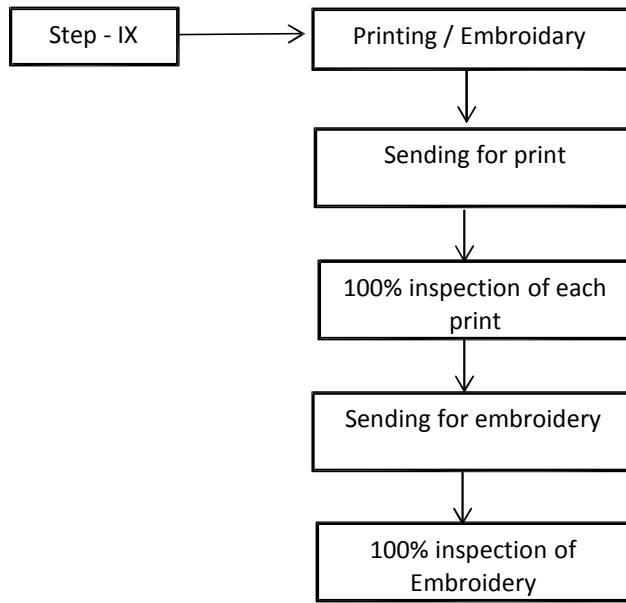 Step - IX
Printing / Embroidary
Sending for print
100% inspection of each
print
Sending for embroidery
100% inspection of
Embroidery